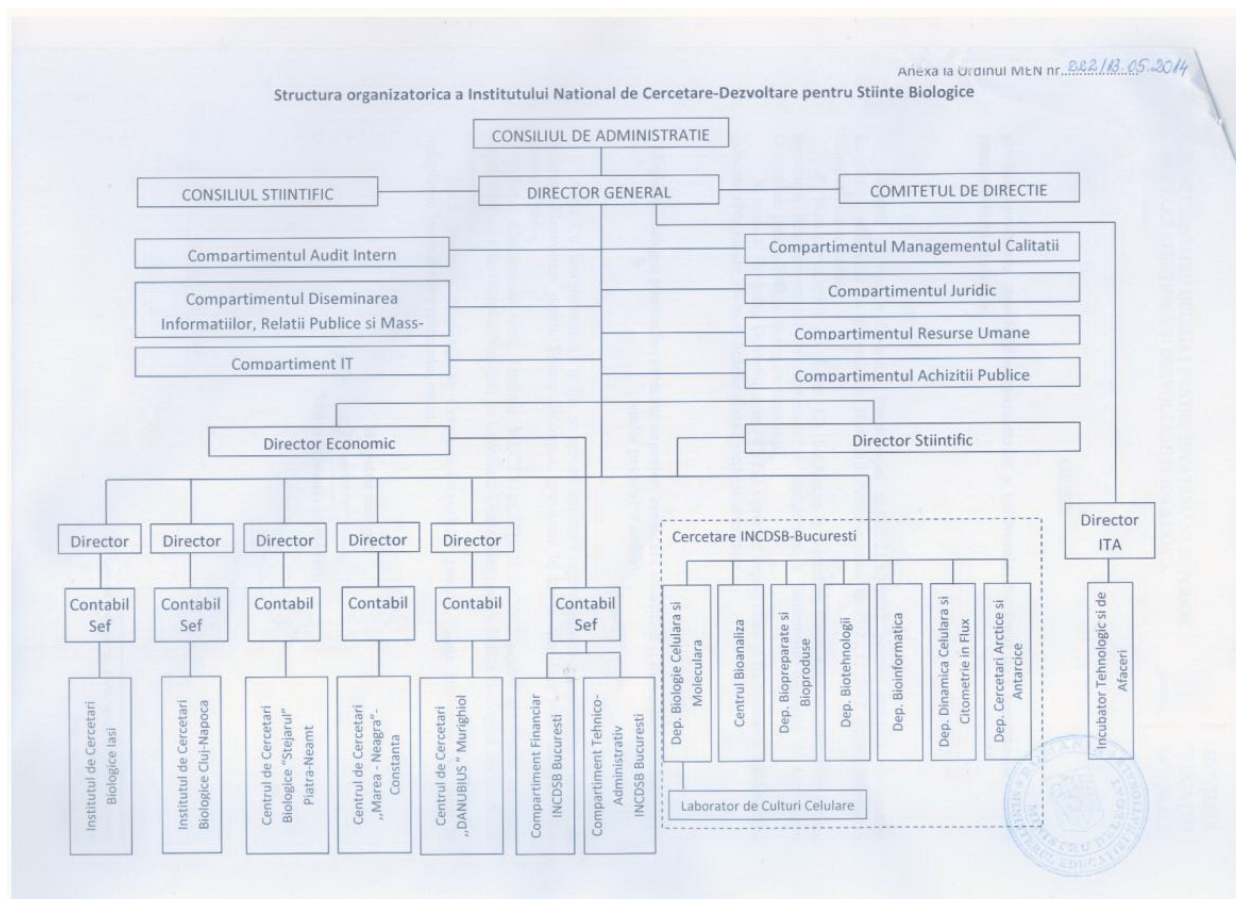 Anexa la Ordinul MEN nr. 222/13.05.2014
Structura organizatorica a Institutului National de Cercetare-Dezvoltare pentru Stiinte Biologice
CONSILIUL DE ADMINISTRATIE
CONSILIUL STIINTIFIC
DIRECTOR GENERAL
COMITETUL DE DIRECTIE
Compartimentul Audit Intern
Compartimentul Managementul Calitatii
Compartimentul Diseminarea
Informatiilor, Relatii Publice si Mass-
Compartimentul Juridic
Compartimentul Resurse Umane
Compartiment IT
Compartimentul Achizitii Publice
Director Economic
Director Stiintific
Director
Director
Director
Director
Director
Cercetare INCDSB-Bucuresti
Director
ITA
Contabil
Sef
Contabil
Sef
Contabil
Contabil
Contabil
Contabil
Sef
Institutul de Cercetari
Biologice Iasi
Institutul de Cercetari
Biologice Cluj-Napoca
Centrul de Cercetari
Biologice "Stejarul"
Piatra-Neamt
Centrul de Cercetari
,,Marea - Neagra"-
Constanta
Centrul de Cercetari
,,DANUBIUS " Murighiol
Compartiment Financiar
INCDSB Bucuresti
Compartiment Tehnico-
Administrativ
INCDSB Bucuresti
Dep. Biologie Celulara si
Moleculara
Centrul Bioanaliza
Dep. Biopreparate si
Bioproduse
Dep. Biotehnologii
Dep. Bioinformatica
Dep. Dinamica Celulara si
Citometrie in Flux
Dep. Cercetari Arctice si
Antarcice
Incubator Tehnologic si de
Afaceri
Laborator de Culturi Celulare